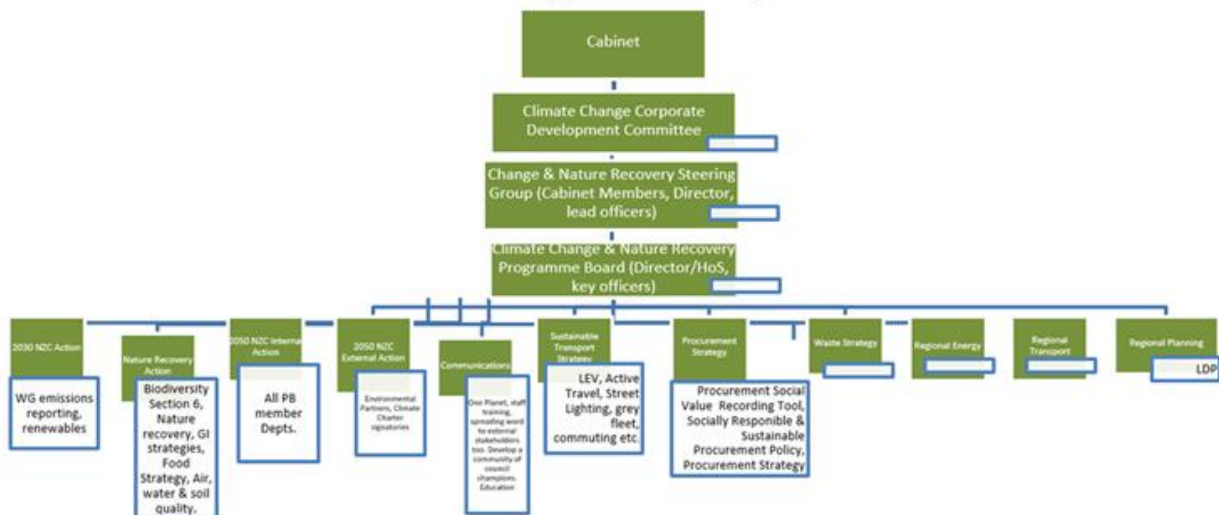 Cabinet
Climate Change Corporate
Development Committee
Change & Nature Recovery Steering
Group (Cabinet Members, Director,
lead officers)
Climate Change & Nature Recovery
Programme Board (Director/HoS,
key officers)
2030 NZC Action
WG emissions
reporting,
renewables
Nature Recovery
Action
Biodiversity
Section 6,
Nature
recovery, GI
strategies,
Food
Strategy, Air,
water & soil
quality.
2050 NZC Internal
Action
All PB
member
Depts.
2050 NZC
External Action
Environmental
Partners, Climate
Charter
signatories
Communications
One Planet, staff
training,
spreading word
to external
stakeholders
too. Develop a
community of
council
champions.
Education
Sustainable
Transport
Strategy
LEV, Active
Travel, Street
Lighting, grey
fleet,
commuting etc.
Procurement
Strategy
Procurement Social
Value Recording Tool,
Socially Responible &
Sustainable
Procurement Policy,
Procurement Strategy
Waste Strategy
Regional Energy
Regional
Transport
Regional Planning
LDP